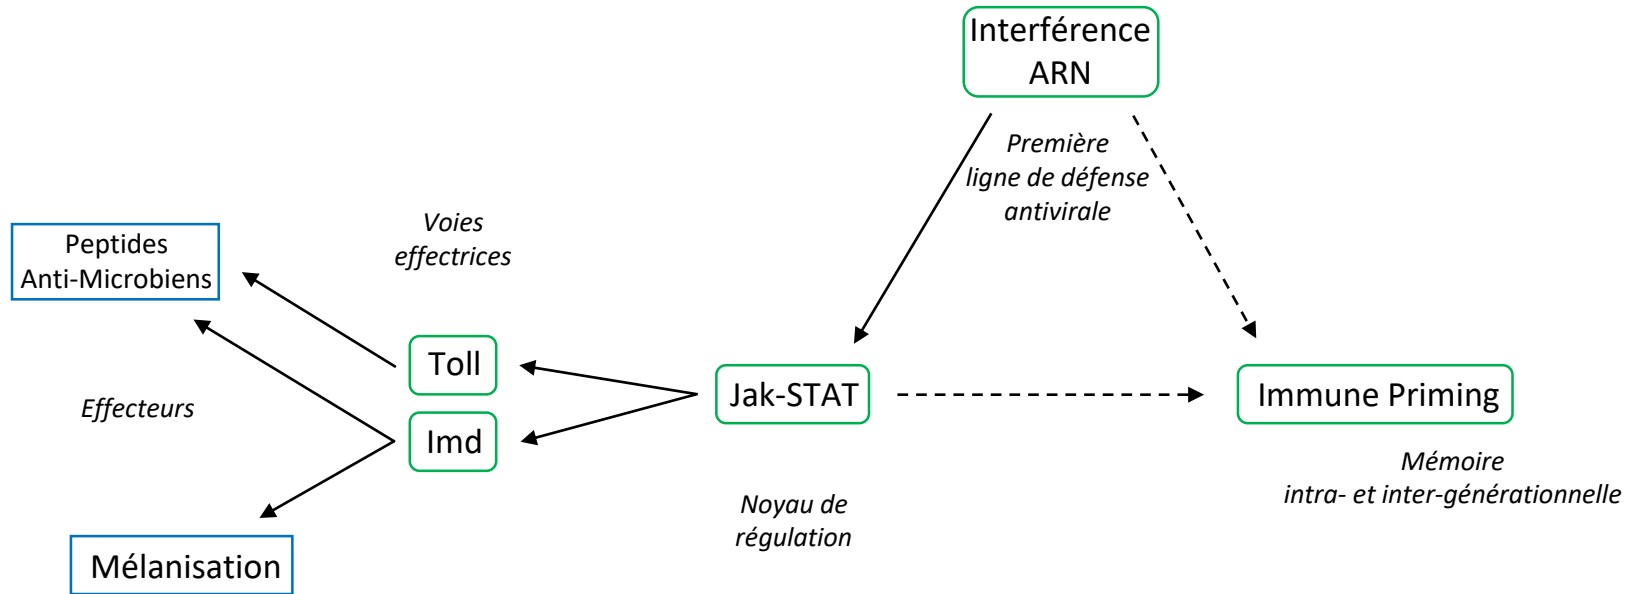 Interférence
ARN
Première
ligne de défense
antivirale
Voies
effectrices
Peptides
Anti-Microbiens
Toll
Imd
Effecteurs
Jak-STAT
Immune Priming
Noyau de
régulation
Mémoire
intra- et inter-générationnelle
Mélanisation